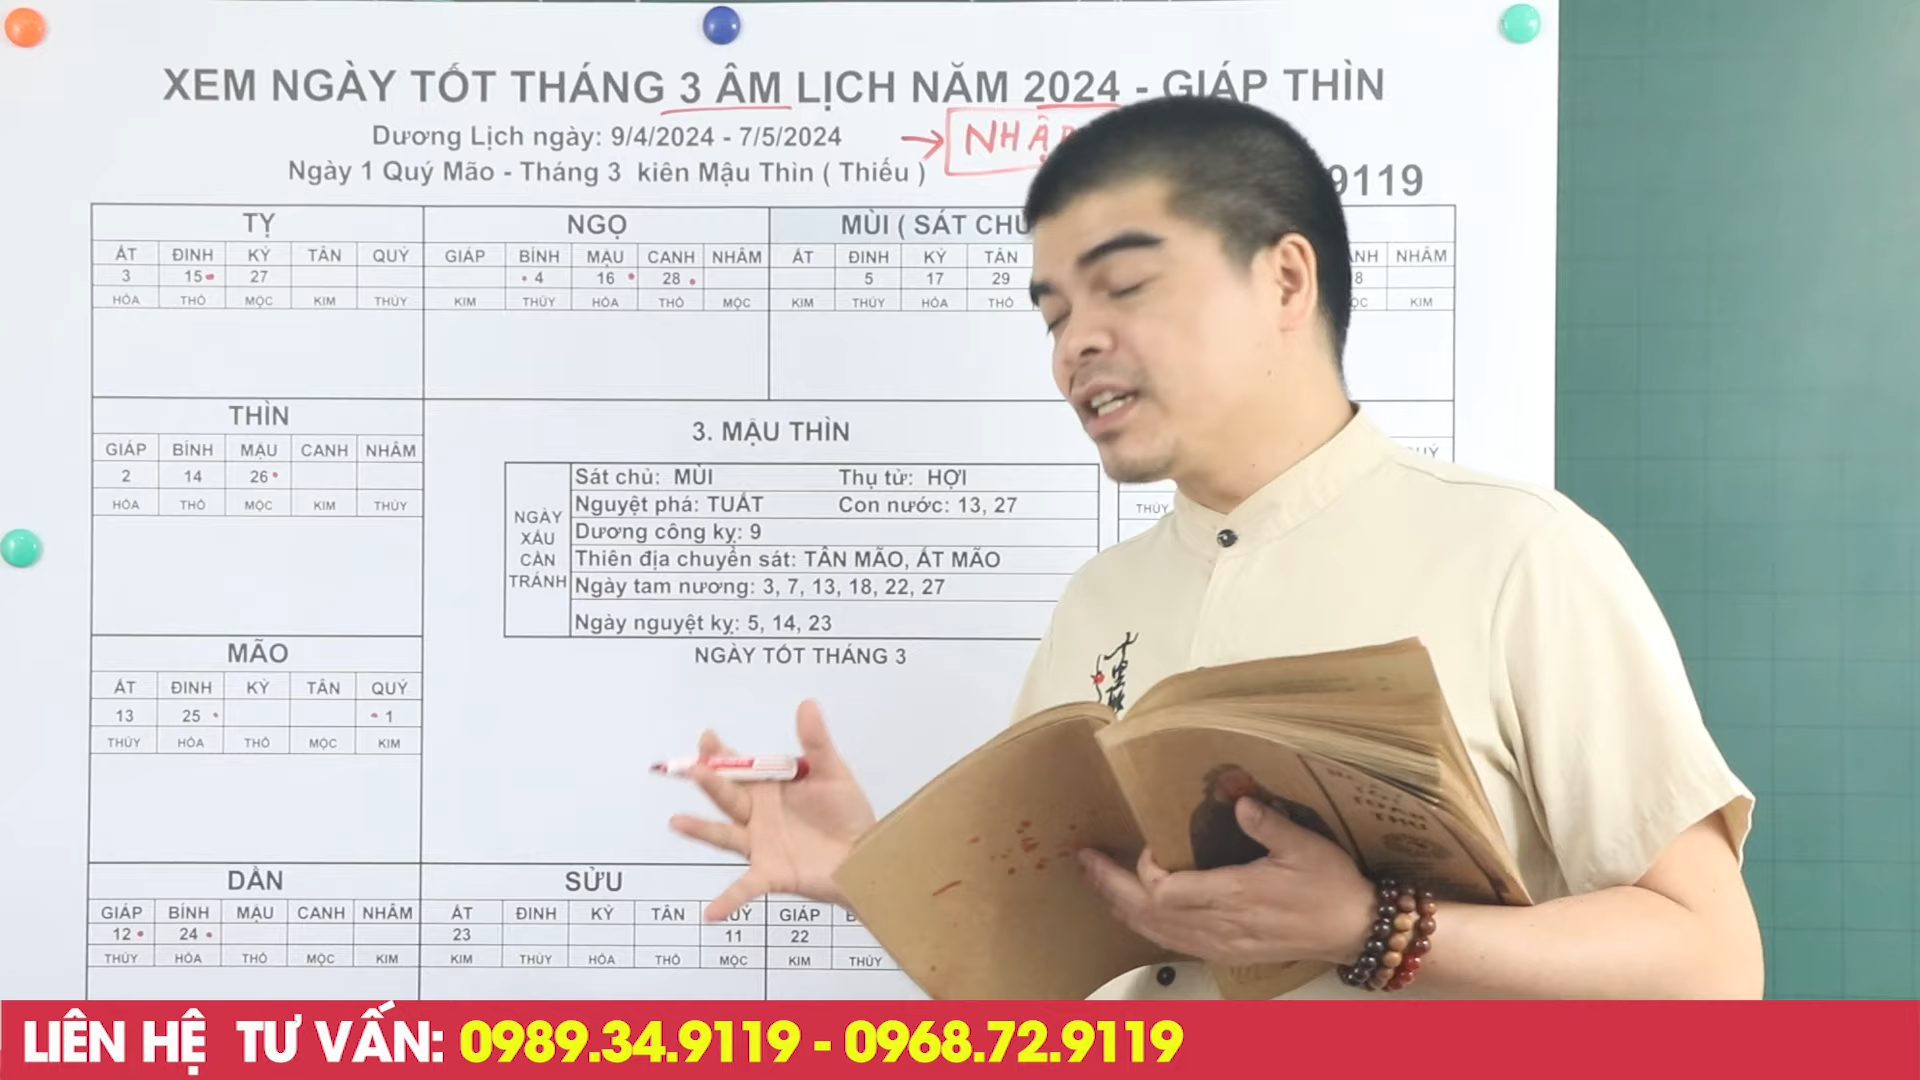 XEM NGÀY TỐT THÁNG 3 ÂM LỊCH NĂM 2024 - GIÁP THÌN
Dương Lịch ngày: 9/4/2024 - 7/5/2024
Ngày 1 Quý Mão - Tháng 3 kiên Mậu Thìn ( Thiếu )
9119
TỴ
ẤT ĐINH KỶ TÂN QUÝ
3 15 27
HỎA THỔ MỘC KIM THỦY
NGỌ
GIÁP BÍNH MẬU CANH NHÂM
4 16 28
KIM THỦY HỎA THỔ MỘC
MÙI ( SÁT CHỦ
ẤT ĐINH KỶ TÂN
5 17 29
KIM THỦY HỎA THỔ
NHÂM
8
KIM
THÌN
GIÁP BÍNH MẬU CANH NHÂM
2 14 26
HỎA THỔ MỘC KIM THỦY
3. MẬU THÌN
NGÀY XẤU CẦN TRÁNH
Sát chủ: MÙI Thụ tử: HỢI
Nguyệt phá: TUẤT Con nước: 13, 27
Dương công kỵ: 9
Thiên địa chuyển sát: TÂN MÃO, ẤT MÃO
Ngày tam nương: 3, 7, 13, 18, 22, 27
Ngày nguyệt kỵ: 5, 14, 23
THỦY
NGÀY TỐT THÁNG 3
MÃO
ẤT ĐINH KỶ TÂN QUÝ
13 25 1
THỦY HỎA THỔ MỘC KIM
DẦN
GIÁP BÍNH MẬU CANH NHÂM
12 24
THỦY HỎA THỔ MỘC KIM
SỬU
ẤT ĐINH KỶ TÂN QUÝ
23 11
KIM THỦY HỎA THỔ MỘC
GIÁP
22
KIM THỦY
LIÊN HỆ TƯ VẤN: 0989.34.9119 - 0968.72.9119